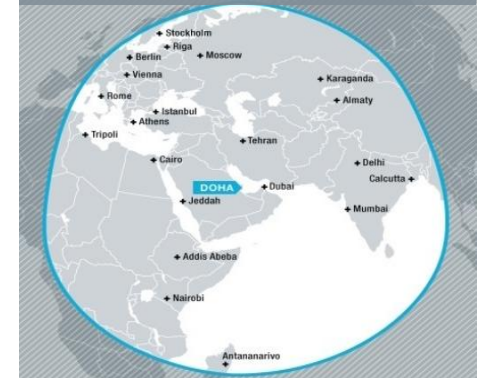 Stockholm
Riga
Berlin
Moscow
Vienna
Karaganda
Rome
Almaty
Istanbul
Athens
Tripoli
Tehran
Cairo
Delhi
Calcutta
DOHA
Dubai
Jeddah
Mumbai
Addis Abeba
Nairobi
Antananarivo